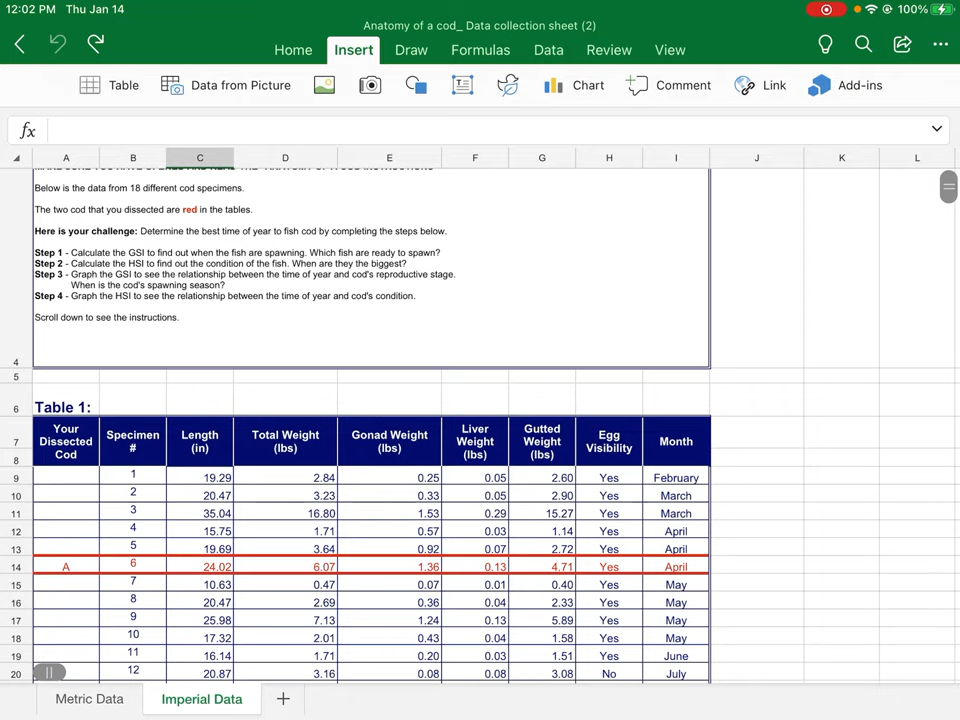 12:02 PM Thu Jan 14 100%
Anatomy of a cod_ Data collection sheet (2)
Home Insert Draw Formulas Data Review View
Table Data from Picture Chart Comment Link Add-ins
fx
A B C D E F G H I J K L
Below is the data from 18 different cod specimens.
The two cod that you dissected are red in the tables.
Here is your challenge: Determine the best time of year to fish cod by completing the steps below.
Step 1 - Calculate the GSI to find out when the fish are spawning. Which fish are ready to spawn?
Step 2 - Calculate the HSI to find out the condition of the fish. When are they the biggest?
Step 3 - Graph the GSI to see the relationship between the time of year and cod's reproductive stage.
When is the cod's spawning season?
Step 4 - Graph the HSI to see the relationship between the time of year and cod's condition.
Scroll down to see the instructions.
4
5
6 Table 1:
7 8 Your Dissected Cod Specimen # Length (in) Total Weight (lbs) Gonad Weight (lbs) Liver Weight (lbs) Gutted Weight (lbs) Egg Visibility Month
9 1 19.29 2.84 0.25 0.05 2.60 Yes February
10 2 20.47 3.23 0.33 0.05 2.90 Yes March
11 3 35.04 16.80 1.53 0.29 15.27 Yes March
12 4 15.75 1.71 0.57 0.03 1.14 Yes April
13 5 19.69 3.64 0.92 0.07 2.72 Yes April
14 A 6 24.02 6.07 1.36 0.13 4.71 Yes April
15 7 10.63 0.47 0.07 0.01 0.40 Yes May
16 8 20.47 2.69 0.36 0.04 2.33 Yes May
17 9 25.98 7.13 1.24 0.13 5.89 Yes May
18 10 17.32 2.01 0.43 0.04 1.58 Yes May
19 11 16.14 1.71 0.20 0.03 1.51 Yes June
20 12 20.87 3.16 0.08 0.08 3.08 No July
Metric Data Imperial Data